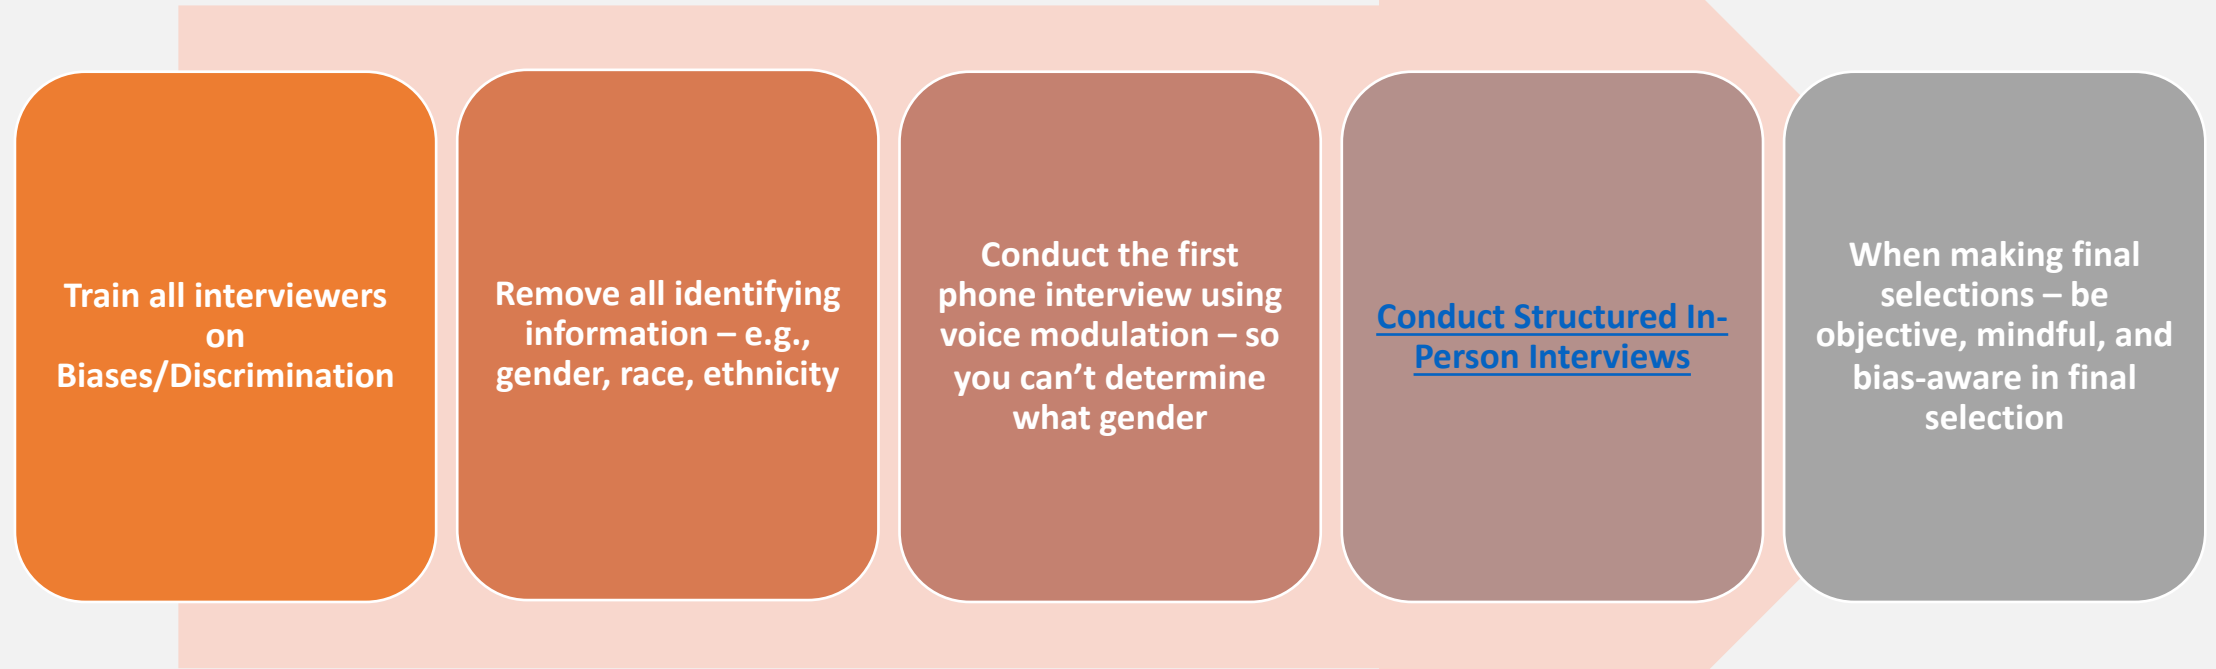 Train all interviewers
on
Biases/Discrimination
Remove all identifying
information – e.g.,
gender, race, ethnicity
Conduct the first
phone interview using
voice modulation – so
you can’t determine
what gender
Conduct Structured In-
Person Interviews
When making final
selections – be
objective, mindful, and
bias-aware in final
selection